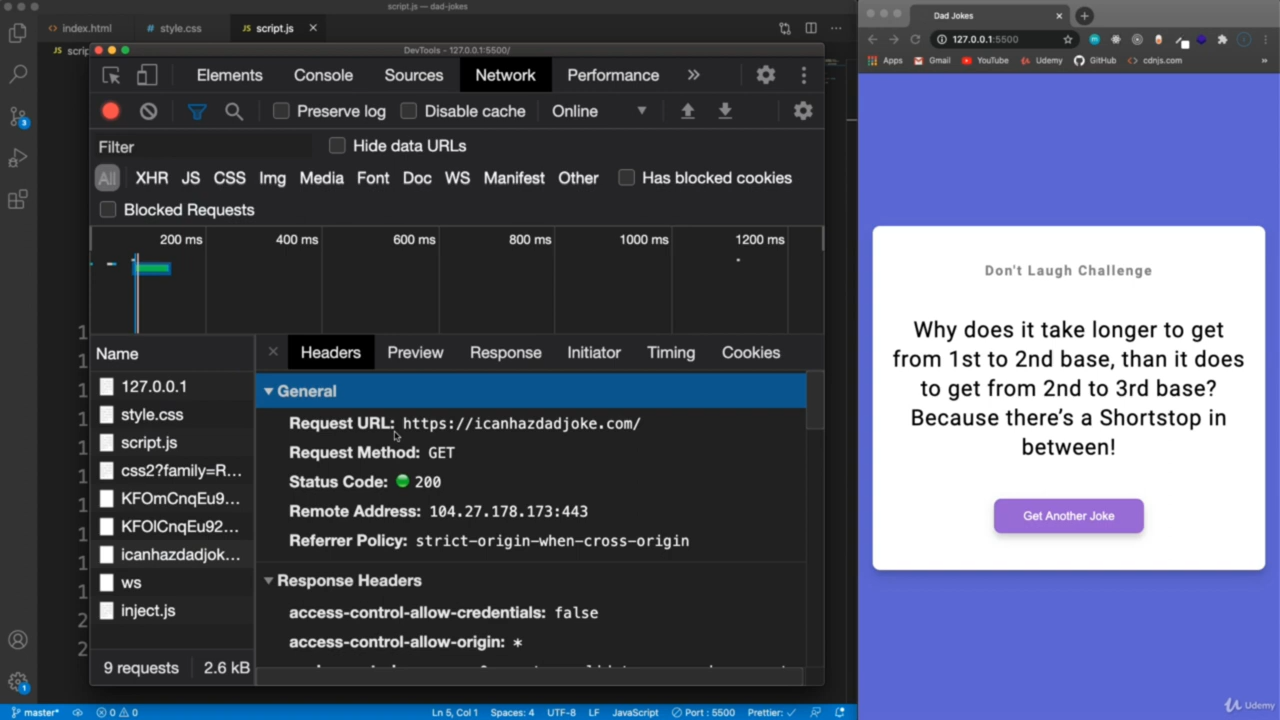 script.js — dad-jokes
index.html
style.css
JS script.js
JS
DevTools - 127.0.0.1:5500/
Elements Console Sources Network Performance
Preserve log Disable cache Online
Filter Hide data URLs
All XHR JS CSS Img Media Font Doc WS Manifest Other Has blocked cookies
Blocked Requests
200 ms 400 ms 600 ms 800 ms 1000 ms 1200 ms
Name
127.0.0.1
style.css
script.js
css2?family=R...
KFOmCnqEu9...
KFOlCnqEu92...
icanhazdadjok...
ws
inject.js
9 requests 2.6 kB
Headers Preview Response Initiator Timing Cookies
General
Request URL: https://icanhazdadjoke.com/
Request Method: GET
Status Code: 200
Remote Address: 104.27.178.173:443
Referrer Policy: strict-origin-when-cross-origin
Response Headers
access-control-allow-credentials: false
access-control-allow-origin: *
master* 0 0 Ln 5, Col 1 Spaces: 4 UTF-8 LF JavaScript Port : 5500 Prettier:
3
1
Dad Jokes
127.0.0.1:5500
Apps Gmail YouTube Udemy GitHub cdnjs.com
Don't Laugh Challenge
Why does it take longer to get
from 1st to 2nd base, than it does
to get from 2nd to 3rd base?
Because there's a Shortstop in
between!
Get Another Joke
Udemy